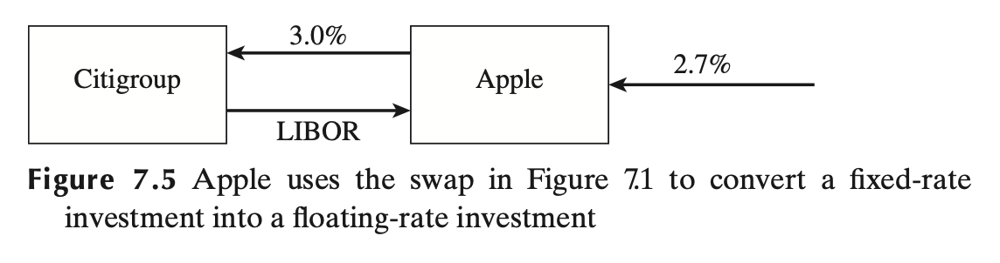 3.0%
Citigroup
Apple
2.7%
LIBOR
Figure 7.5 Apple uses the swap in Figure 7.1 to convert a fixed-rate
investment into a floating-rate investment